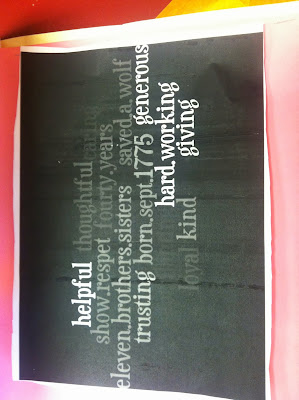 helpful thoughtful caring
show.respet fourty.years
eleven.brothers.sisters saved.a.wolf
trusting born.sept.1775 generous
hard.working
loyal kind giving